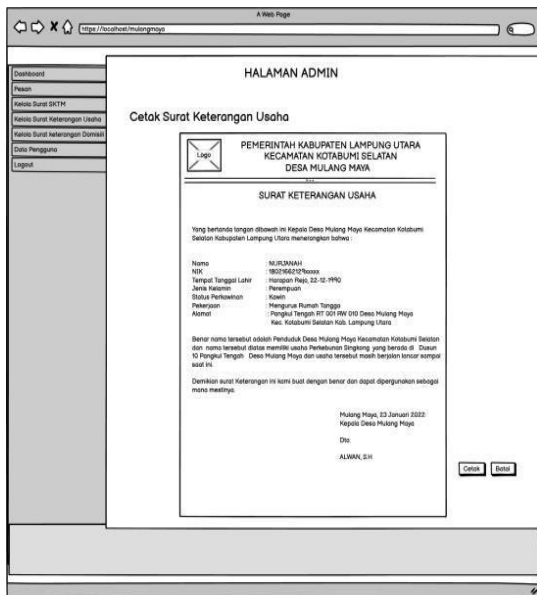 A Web Page
https://localhost/mulangmaya
Dashboard
Pesan
Kelola Surat SKTM
Kelola Surat Keterangan Usaha
Kelola Surat keterangan Domisili
Data Pengguna
Logout
HALAMAN ADMIN
Cetak Surat Keterangan Usaha
Logo
PEMERINTAH KABUPATEN LAMPUNG UTARA
KECAMATAN KOTABUMI SELATAN
DESA MULANG MAYA
SURAT KETERANGAN USAHA
Yang bertanda tangan dibawah ini Kepala Desa Mulang Maya Kecamatan Kotabumi
Selatan Kabupaten Lampung Utara menerangkan bahwa :
Nama : NURJANAH
NIK : 18021662129xxxxx
Tempat Tanggal Lahir : Harapan Rejo, 22-12-1990
Jenis Kelamin : Perempuan
Status Perkawinan : Kawin
Pekerjaan : Mengurus Rumah Tangga
Alamat : Pangkul Tengah RT 001 RW 010 Desa Mulang Maya
Kec. Kotabumi Selatan Kab. Lampung Utara
Benar nama tersebut adalah Penduduk Desa Mulang Maya Kecamatan Kotabumi Selatan
dan nama tersebut diatas memiliki usaha Perkebunan Singkong yang berada di Dusun
10 Pangkul Tengah Desa Mulang Maya dan usaha tersebut masih berjalan lancar sampai
saat ini.
Demikian surat Keterangan ini kami buat dengan benar dan dapat dipergunakan sebagai
mana mestinya.
Mulang Maya, 23 Januari 2022
Kepala Desa Mulang Maya
Dto
ALWAN, S.H
Cetak
Batal